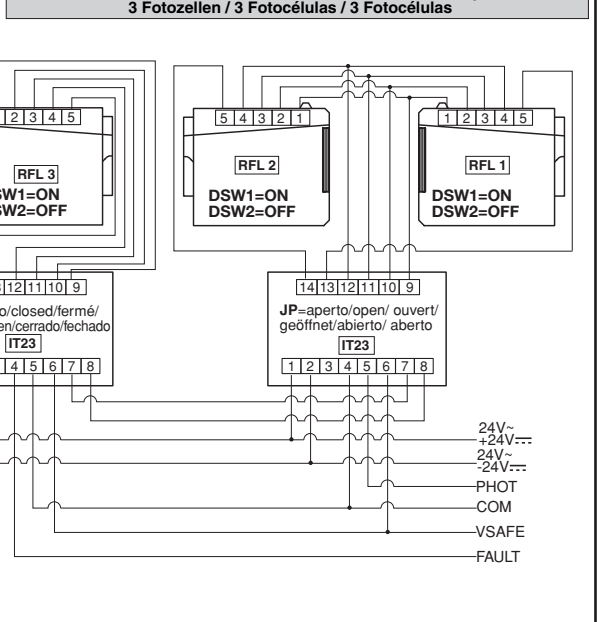 3 Fotozellen / 3 Fotocélulas / 3 Fotocélulas
2 3 4 5
5 4 3 2 1
1 2 3 4 5
RFL 3
RFL 2
RFL 1
SW1=ON
SW2=OFF
DSW1=ON
DSW2=OFF
DSW1=ON
DSW2=OFF
12 11 10 9
14 13 12 11 10 9
o/closed/fermé/
en/cerrado/fechado
IT23
JP=aperto/open/ ouvert/
geöffnet/abierto/ aberto
IT23
4 5 6 7 8
1 2 3 4 5 6 7 8
24V~
+24V
24V~
-24V
PHOT
COM
VSAFE
FAULT